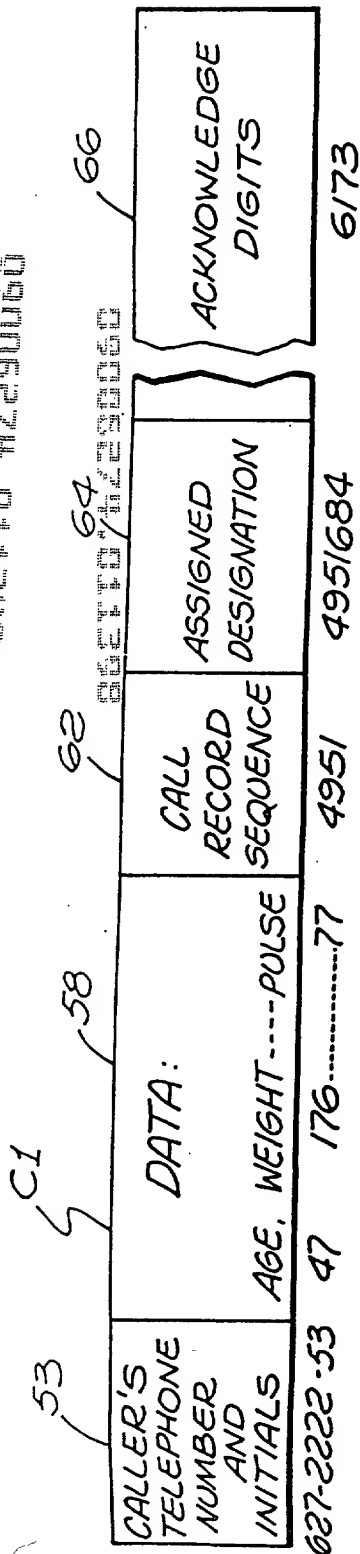 C1
53
58
62
64
66
CALLER'S
TELEPHONE
NUMBER
AND
INITIALS
DATA:
AGE, WEIGHT----PULSE
CALL
RECORD
SEQUENCE
ASSIGNED
DESIGNATION
ACKNOWLEDGE
DIGITS
627-2222-53 47 176------------77 4951 4951684 6173